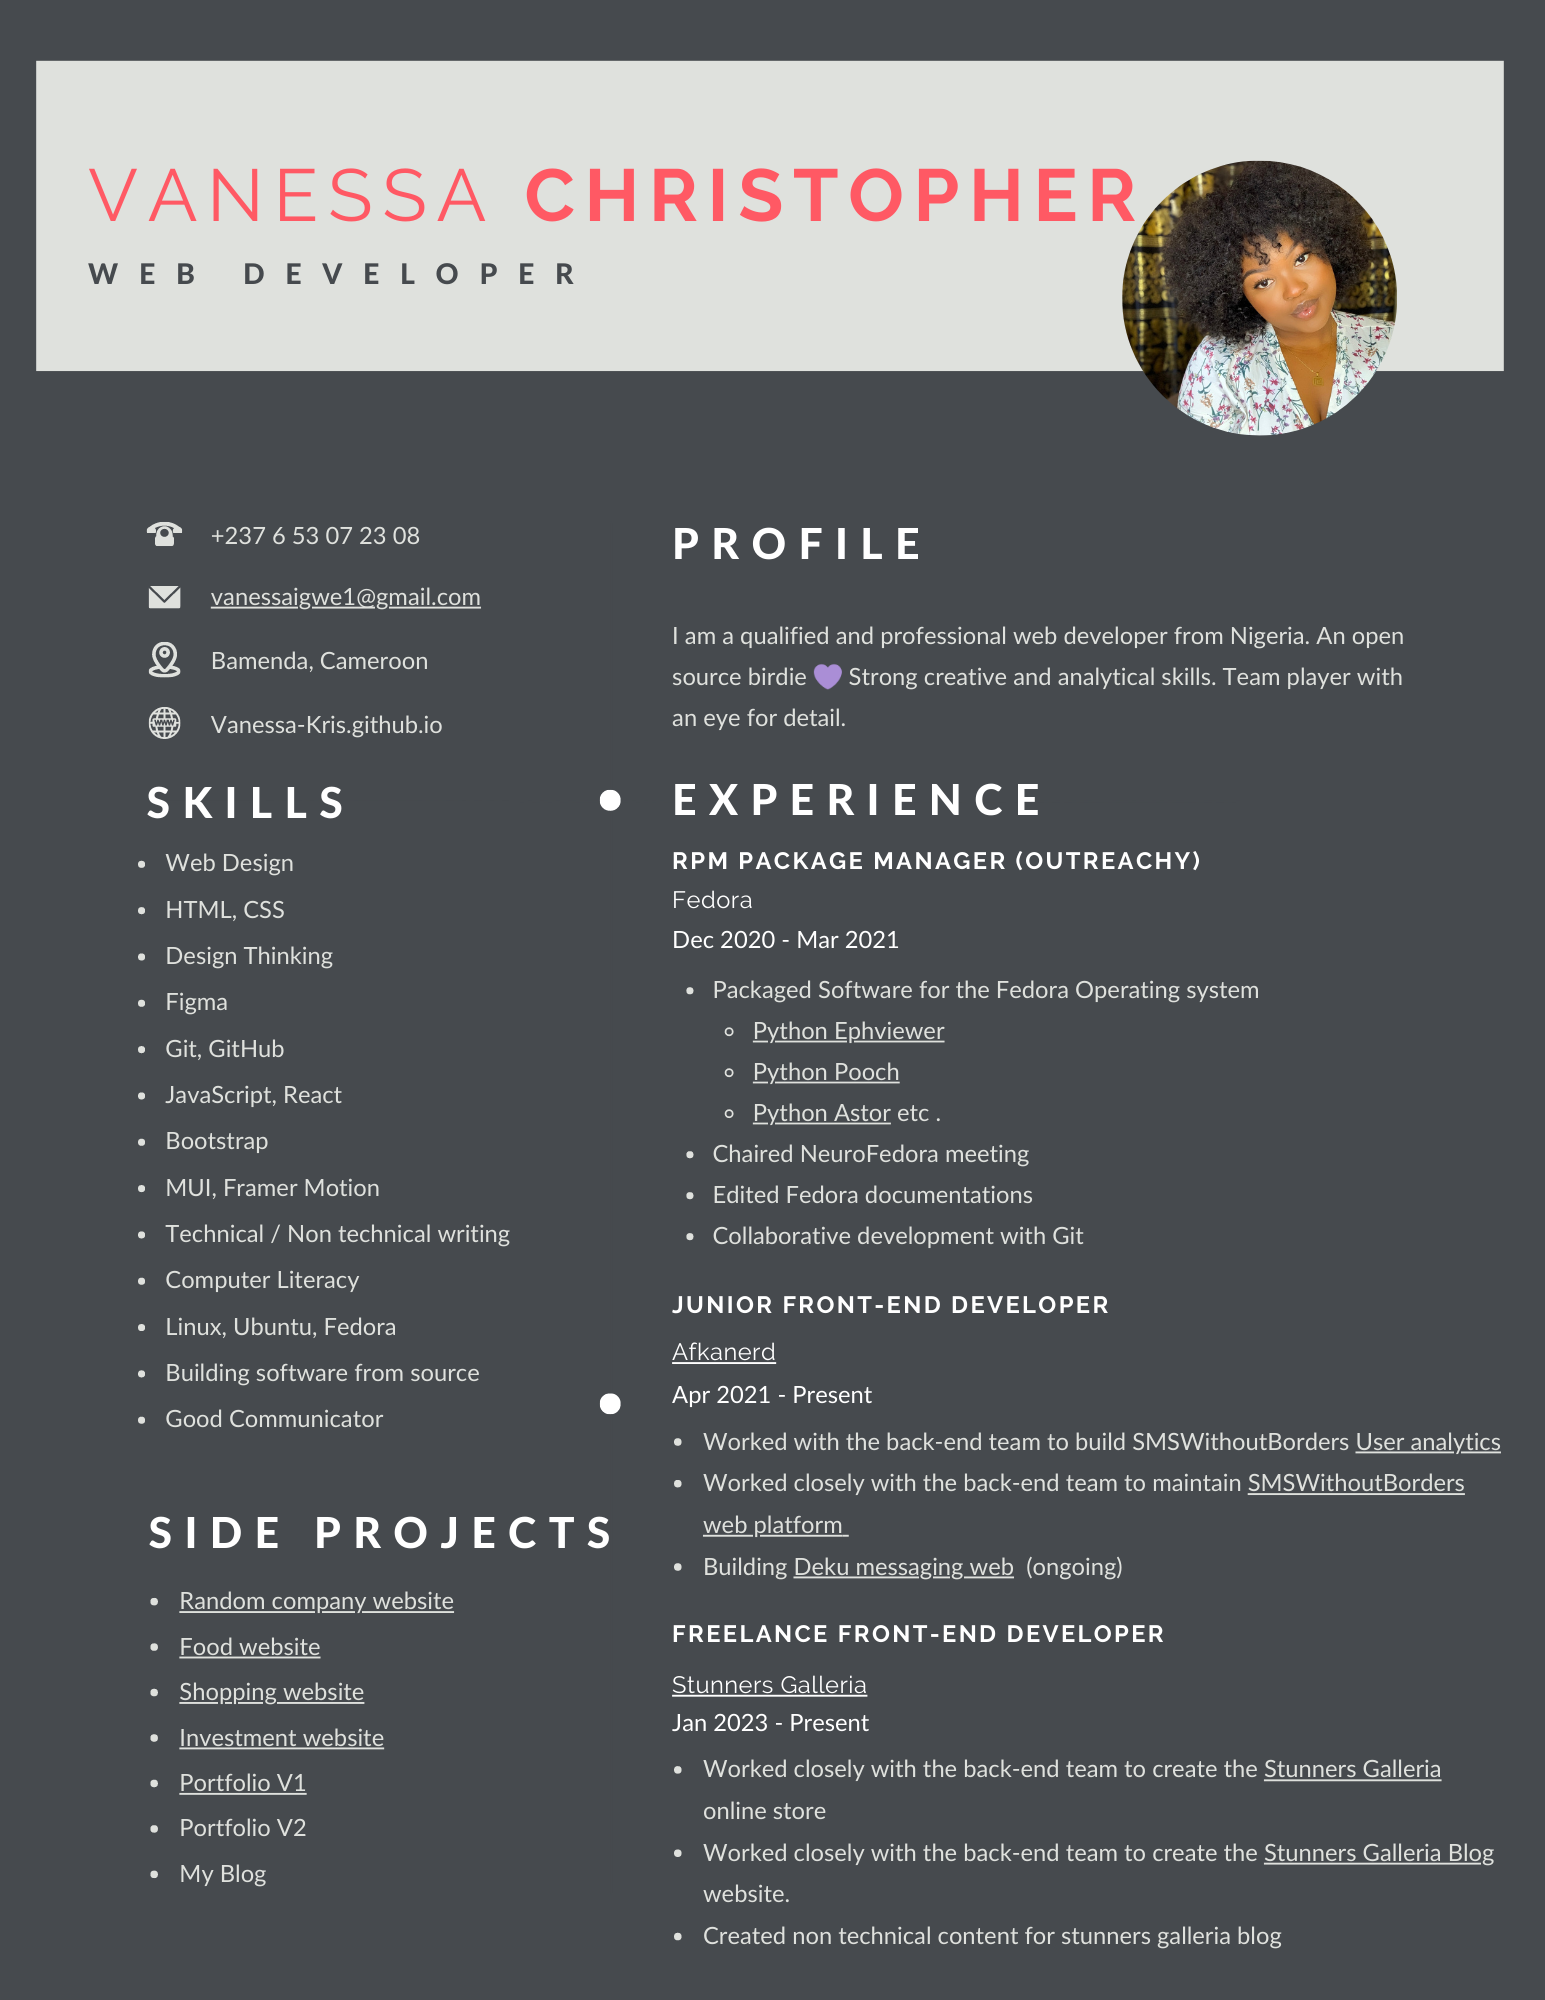 VANESSA CHRISTOPHER
WEB DEVELOPER
+237 6 53 07 23 08
vanessaigwe1@gmail.com
Bamenda, Cameroon
Vanessa-Kris.github.io
SKILLS
Web Design
HTML, CSS
Design Thinking
Figma
Git, GitHub
JavaScript, React
Bootstrap
MUI, Framer Motion
Technical / Non technical writing
Computer Literacy
Linux, Ubuntu, Fedora
Building software from source
Good Communicator
SIDE PROJECTS
Random company website
Food website
Shopping website
Investment website
Portfolio V1
Portfolio V2
My Blog
PROFILE
I am a qualified and professional web developer from Nigeria. An open
source birdie 💜 Strong creative and analytical skills. Team player with
an eye for detail.
EXPERIENCE
RPM PACKAGE MANAGER (OUTREACHY)
Fedora
Dec 2020 - Mar 2021
Packaged Software for the Fedora Operating system
Python Ephviewer
Python Pooch
Python Astor etc .
Chaired NeuroFedora meeting
Edited Fedora documentations
Collaborative development with Git
JUNIOR FRONT-END DEVELOPER
Afkanerd
Apr 2021 - Present
Worked with the back-end team to build SMSWithoutBorders User analytics
Worked closely with the back-end team to maintain SMSWithoutBorders
web platform
Building Deku messaging web (ongoing)
FREELANCE FRONT-END DEVELOPER
Stunners Galleria
Jan 2023 - Present
Worked closely with the back-end team to create the Stunners Galleria
online store
Worked closely with the back-end team to create the Stunners Galleria Blog
website.
Created non technical content for stunners galleria blog